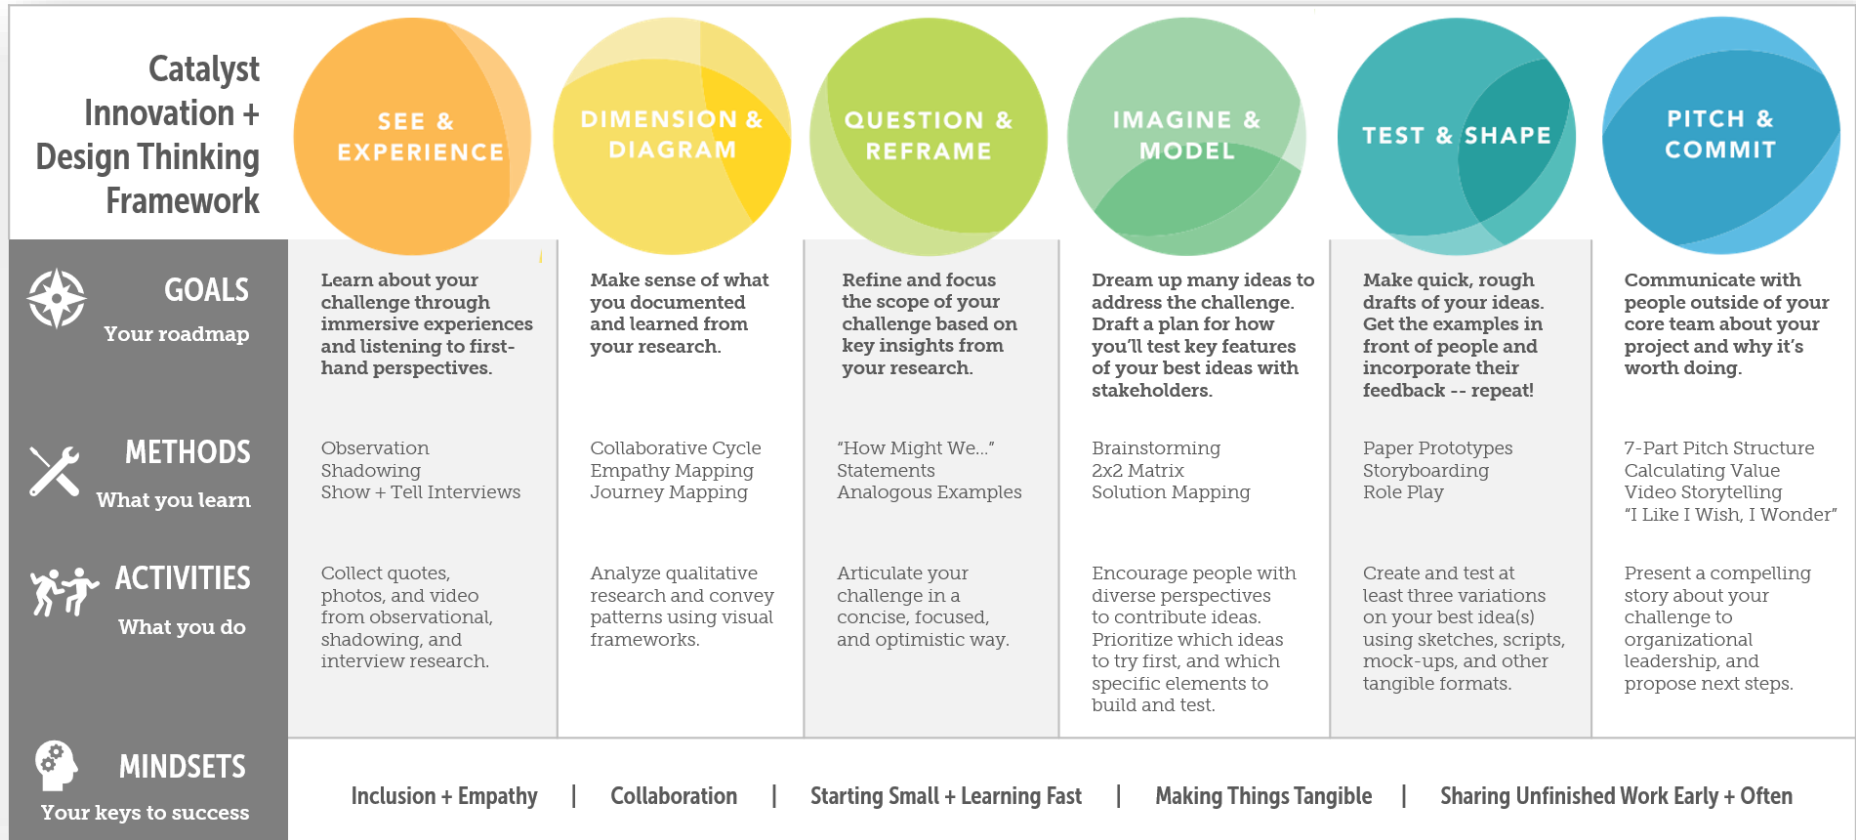 Catalyst
Innovation +
Design Thinking
Framework
SEE &
EXPERIENCE
DIMENSION &
DIAGRAM
QUESTION &
REFRAME
IMAGINE &
MODEL
TEST & SHAPE
PITCH &
COMMIT
GOALS
Your roadmap
Learn about your
challenge through
immersive experiences
and listening to first-
hand perspectives.
Make sense of what
you documented
and learned from
your research.
Refine and focus
the scope of your
challenge based on
key insights from
your research.
Dream up many ideas to
address the challenge.
Draft a plan for how
you’ll test key features
of your best ideas with
stakeholders.
Make quick, rough
drafts of your ideas.
Get the examples in
front of people and
incorporate their
feedback -- repeat!
Communicate with
people outside of your
core team about your
project and why it’s
worth doing.
METHODS
What you learn
Observation
Shadowing
Show + Tell Interviews
Collaborative Cycle
Empathy Mapping
Journey Mapping
“How Might We...”
Statements
Analogous Examples
Brainstorming
2x2 Matrix
Solution Mapping
Paper Prototypes
Storyboarding
Role Play
7-Part Pitch Structure
Calculating Value
Video Storytelling
“I Like I Wish, I Wonder”
ACTIVITIES
What you do
Collect quotes,
photos, and video
from observational,
shadowing, and
interview research.
Analyze qualitative
research and convey
patterns using visual
frameworks.
Articulate your
challenge in a
concise, focused,
and optimistic way.
Encourage people with
diverse perspectives
to contribute ideas.
Prioritize which ideas
to try first, and which
specific elements to
build and test.
Create and test at
least three variations
on your best idea(s)
using sketches, scripts,
mock-ups, and other
tangible formats.
Present a compelling
story about your
challenge to
organizational
leadership, and
propose next steps.
MINDSETS
Your keys to success
Inclusion + Empathy | Collaboration | Starting Small + Learning Fast | Making Things Tangible | Sharing Unfinished Work Early + Often